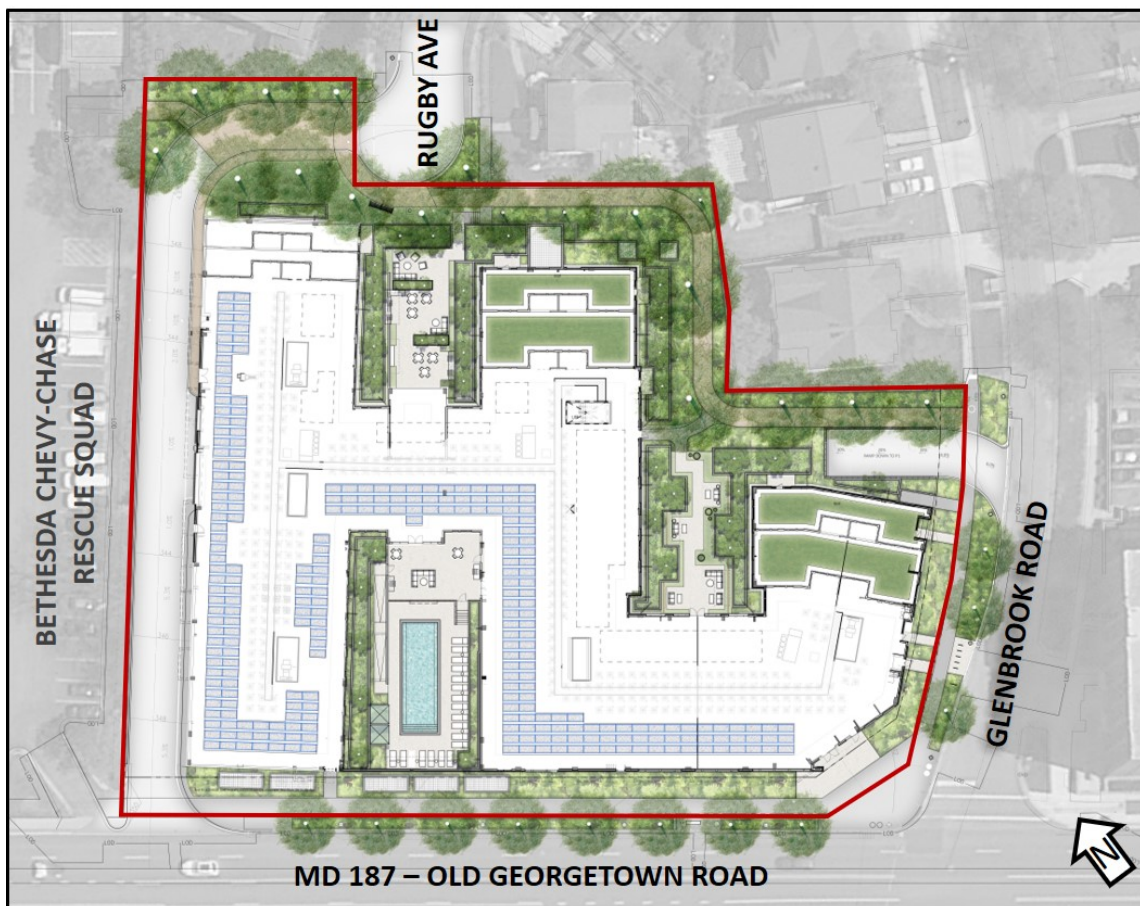 RUGBY AVE
BETHESDA CHEVY-CHASE
RESCUE SQUAD
GLENBROOK ROAD
MD 187 – OLD GEORGETOWN ROAD
N